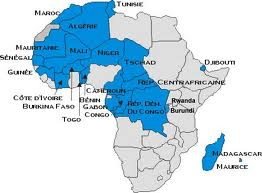 TUNISIE
MAROC
ALGÉRIE
MAURITANIE
MALI
NIGER
SÉNÉGAL
TCHAD
DJIBOUTI
GUINÉE
RÉP. CENTRAFRICAINE
CÔTE D'IVOIRE
BURKINA FASO
TOGO
BÉNIN
CAMEROUN
GABON
CONGO
RÉP. DÉM.
DU CONGO
Rwanda
Burundi
MADAGASCAR
MAURICE